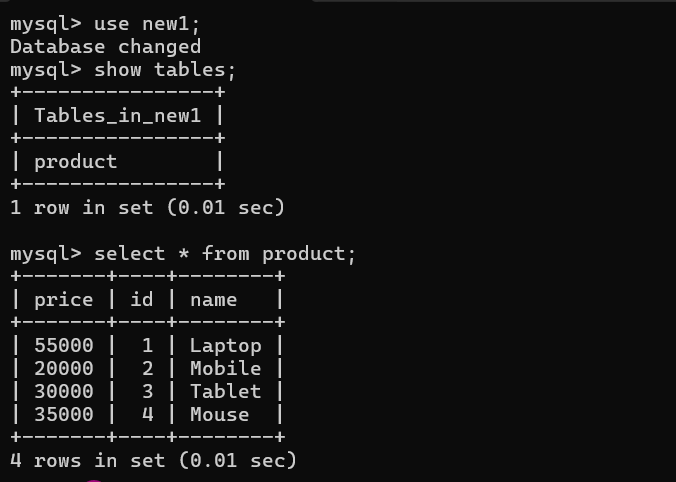 mysql> use new1;
Database changed
mysql> show tables;
+----------------+
| Tables_in_new1 |
+----------------+
| product        |
+----------------+
1 row in set (0.01 sec)

mysql> select * from product;
+-------+----+--------+
| price | id | name   |
+-------+----+--------+
| 55000 |  1 | Laptop |
| 20000 |  2 | Mobile |
| 30000 |  3 | Tablet |
| 35000 |  4 | Mouse  |
+-------+----+--------+
4 rows in set (0.01 sec)